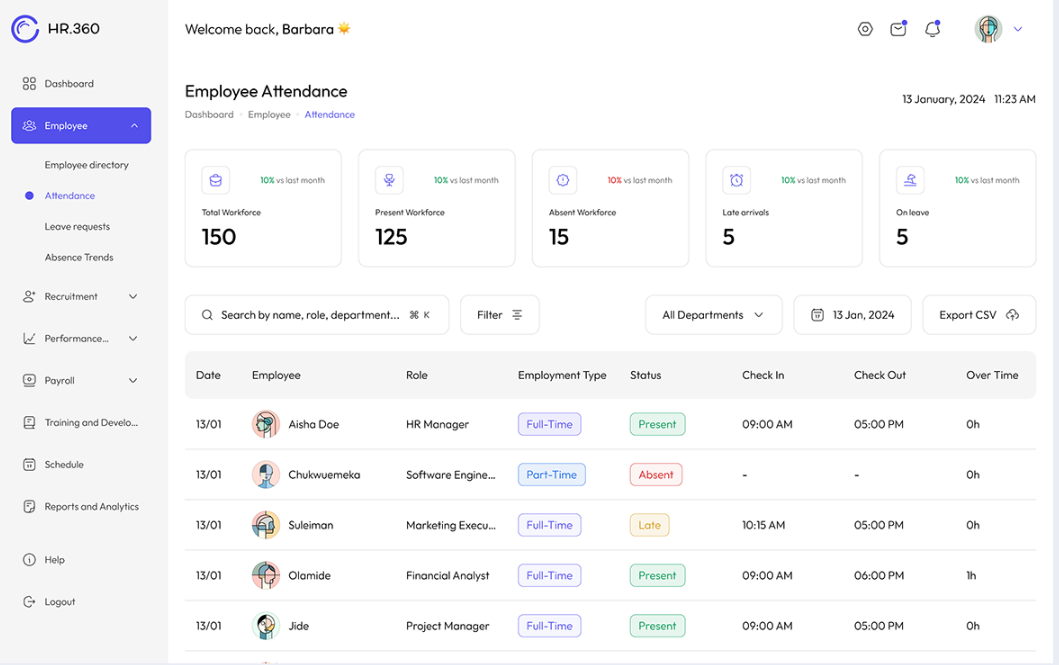 HR.360
Welcome back, Barbara ☀️
Dashboard
Employee
Employee directory
Attendance
Leave requests
Absence Trends
Recruitment
Performance...
Payroll
Training and Develo...
Schedule
Reports and Analytics
Help
Logout
Employee Attendance
Dashboard Employee Attendance
13 January, 2024 11:23 AM
10% vs last month
Total Workforce
150
10% vs last month
Present Workforce
125
10% vs last month
Absent Workforce
15
10% vs last month
Late arrivals
5
10% vs last month
On leave
5
Search by name, role, department... ⌘ K
Filter
All Departments
13 Jan, 2024
Export CSV
Date Employee Role Employment Type Status Check In Check Out Over Time
13/01 Aisha Doe HR Manager Full-Time Present 09:00 AM 05:00 PM 0h
13/01 Chukwuemeka Software Engine... Part-Time Absent - - 0h
13/01 Suleiman Marketing Execu... Full-Time Late 10:15 AM 05:00 PM 0h
13/01 Olamide Financial Analyst Full-Time Present 09:00 AM 06:00 PM 1h
13/01 Jide Project Manager Full-Time Present 09:00 AM 05:00 PM 0h